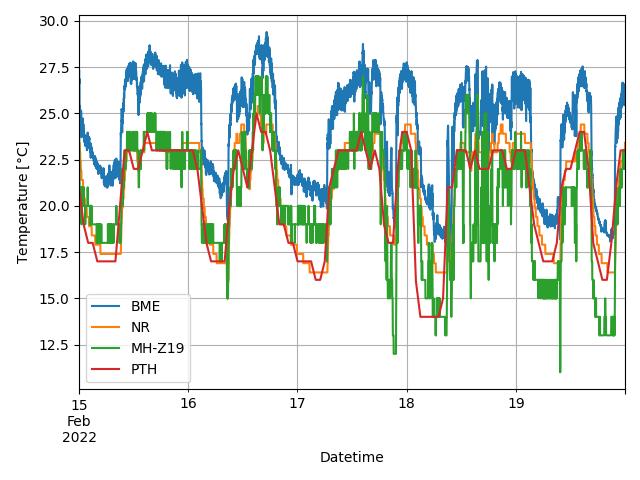 30.0
27.5
25.0
22.5
20.0
17.5
15.0
12.5
Temperature [°C]
BME
NR
MH-Z19
PTH
15 16 17 18 19
Feb
2022
Datetime